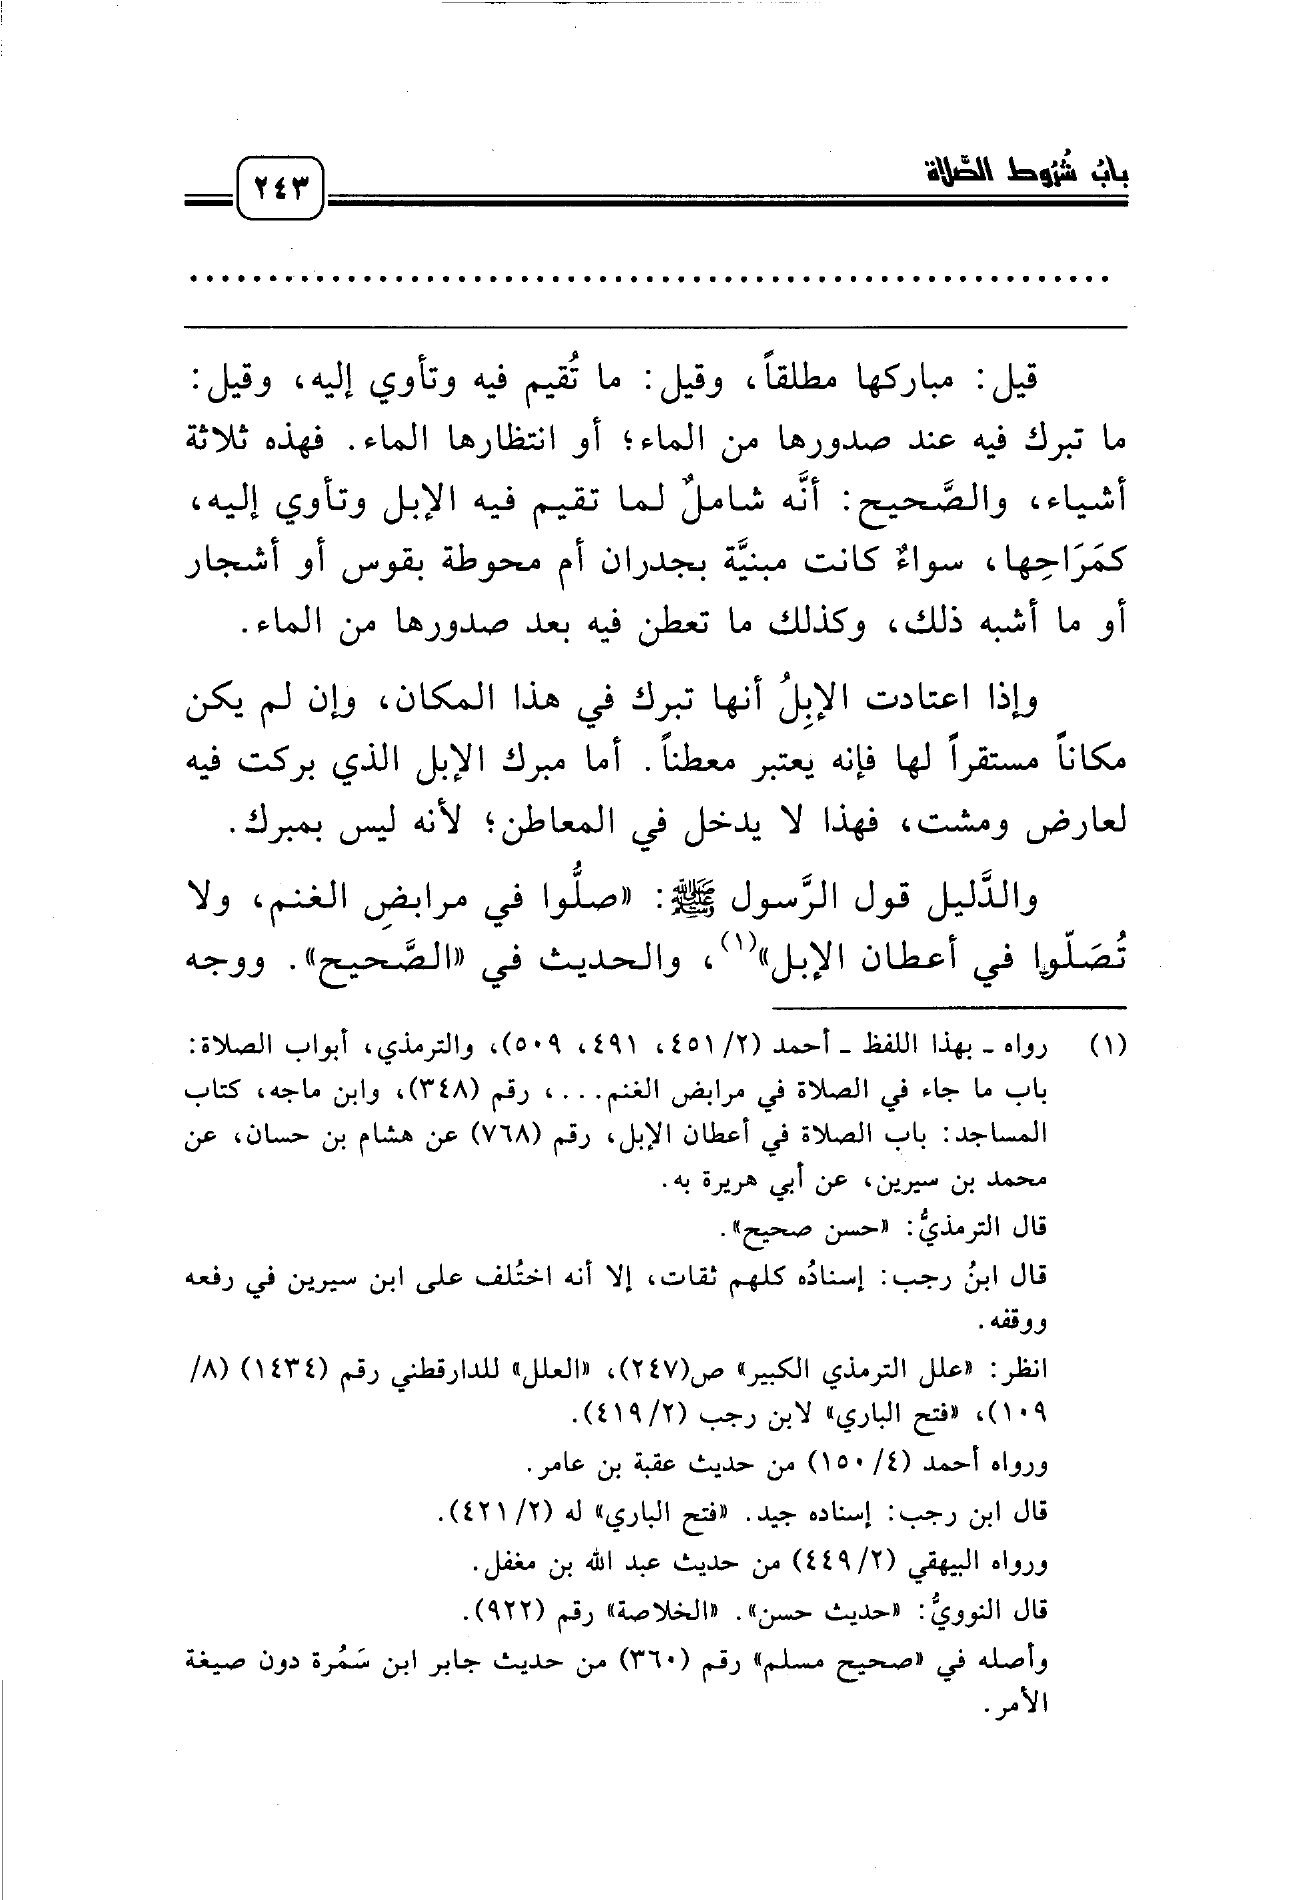 باب شُرُوط الصَّلاة
٢٤٣
قيل: مباركها مطلقاً، وقيل: ما تُقيم فيه وتأوي إليه، وقيل:
ما تبرك فيه عند صدورها من الماء؛ أو انتظارها الماء. فهذه ثلاثة
أشياء، والصَّحيح: أنَّه شاملٌ لما تقيم فيه الإبل وتأوي إليه،
كمَرَاحِها، سواءٌ كانت مبنيَّة بجدران أم محوطة بقوس أو أشجار
أو ما أشبه ذلك، وكذلك ما تعطن فيه بعد صدورها من الماء.
وإذا اعتادت الإبِلُ أنها تبرك في هذا المكان، وإن لم يكن
مكاناً مستقراً لها فإنه يعتبر معطناً. أما مبرك الإبل الذي بركت فيه
لعارض ومشت، فهذا لا يدخل في المعاطن؛ لأنه ليس بمبرك.
والدَّليل قول الرَّسول ﷺ: «صلُّوا في مرابضِ الغنم، ولا
تُصَلّوا في أعطان الإبل»(١)، والحديث في «الصَّحيح». ووجه
(١) رواه ـ بهذا اللفظ ـ أحمد (٢/ ٤٥١، ٤٩١، ٥٠٩)، والترمذي، أبواب الصلاة:
باب ما جاء في الصلاة في مرابض الغنم...، رقم (٣٤٨)، وابن ماجه، كتاب
المساجد: باب الصلاة في أعطان الإبل، رقم (٧٦٨) عن هشام بن حسان، عن
محمد بن سيرين، عن أبي هريرة به.
قال الترمذيُّ: «حسن صحيح».
قال ابنُ رجب: إسنادُه كلهم ثقات، إلا أنه اختُلف على ابن سيرين في رفعه
ووقفه.
انظر: «علل الترمذي الكبير» ص(٢٤٧)، «العلل» للدارقطني رقم (١٤٣٤) (٨/
١٠٩)، «فتح الباري» لابن رجب (٢/ ٤١٩).
ورواه أحمد (٤/ ١٥٠) من حديث عقبة بن عامر.
قال ابن رجب: إسناده جيد. «فتح الباري» له (٢/ ٤٢١).
ورواه البيهقي (٢/ ٤٤٩) من حديث عبد الله بن مغفل.
قال النوويُّ: «حديث حسن». «الخلاصة» رقم (٩٢٢).
وأصله في «صحيح مسلم» رقم (٣٦٠) من حديث جابر ابن سَمُرة دون صيغة
الأمر.